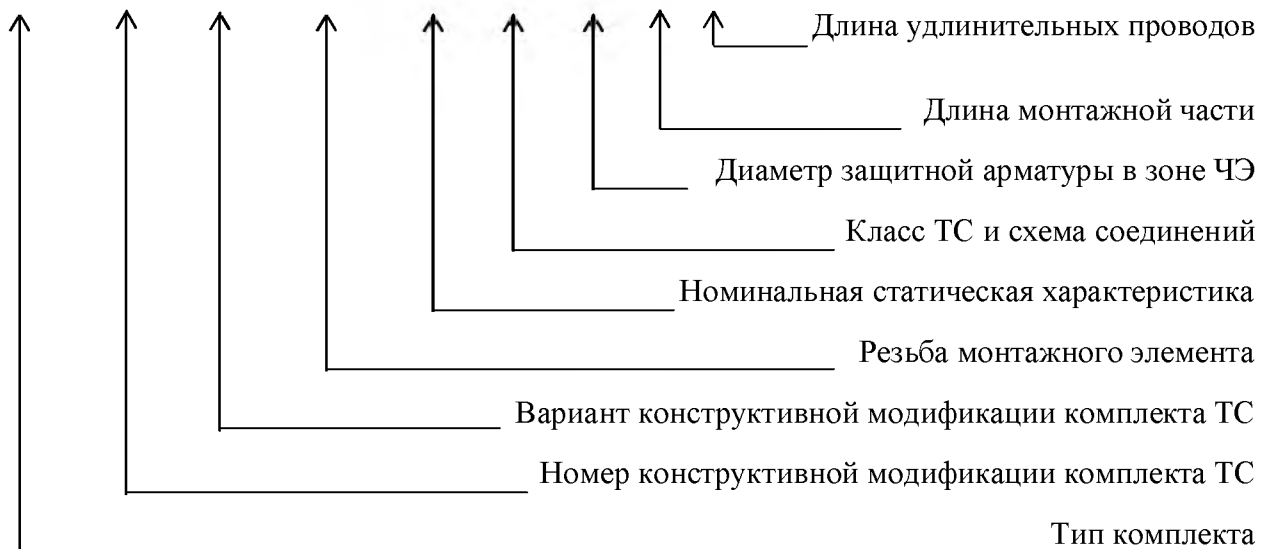 Длина удлинительных проводов
Длина монтажной части
Диаметр защитной арматуры в зоне ЧЭ
Класс ТС и схема соединений
Номинальная статическая характеристика
Резьба монтажного элемента
Вариант конструктивной модификации комплекта ТС
Номер конструктивной модификации комплекта ТС
Тип комплекта